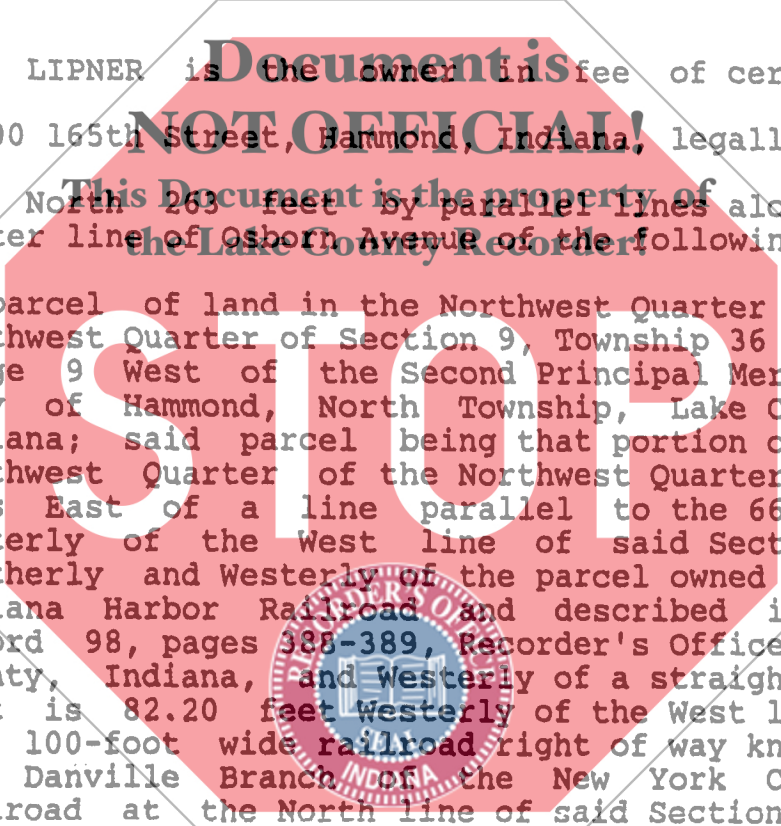 LIPNER is the owner in fee of cer
Document is
00 165th Street, Hammond, Indiana, legall
NOT OFFICIAL!
North 263 feet by parallel lines alo
This Document is the property of
ter line of Osborn Avenue of the followin
the Lake County Recorder!
parcel of land in the Northwest Quarter
thwest Quarter of Section 9, Township 36
ge 9 West of the Second Principal Mer
y of Hammond, North Township, Lake C
iana; said parcel being that portion o
thwest Quarter of the Northwest Quarter
s East of a line parallel to the 66
terly of the West line of said Sect
therly and Westerly of the parcel owned
iana Harbor Railroad and described i
ord 98, pages 388-389, Recorder's Office
nty, Indiana, and Westerly of a straigh
t is 82.20 feet Westerly of the West l
100-foot wide railroad right of way kn
Danville Branch of the New York C
lroad at the North line of said Section
STOP
RECORDER'S OFFICE
SEAL
INDIANA